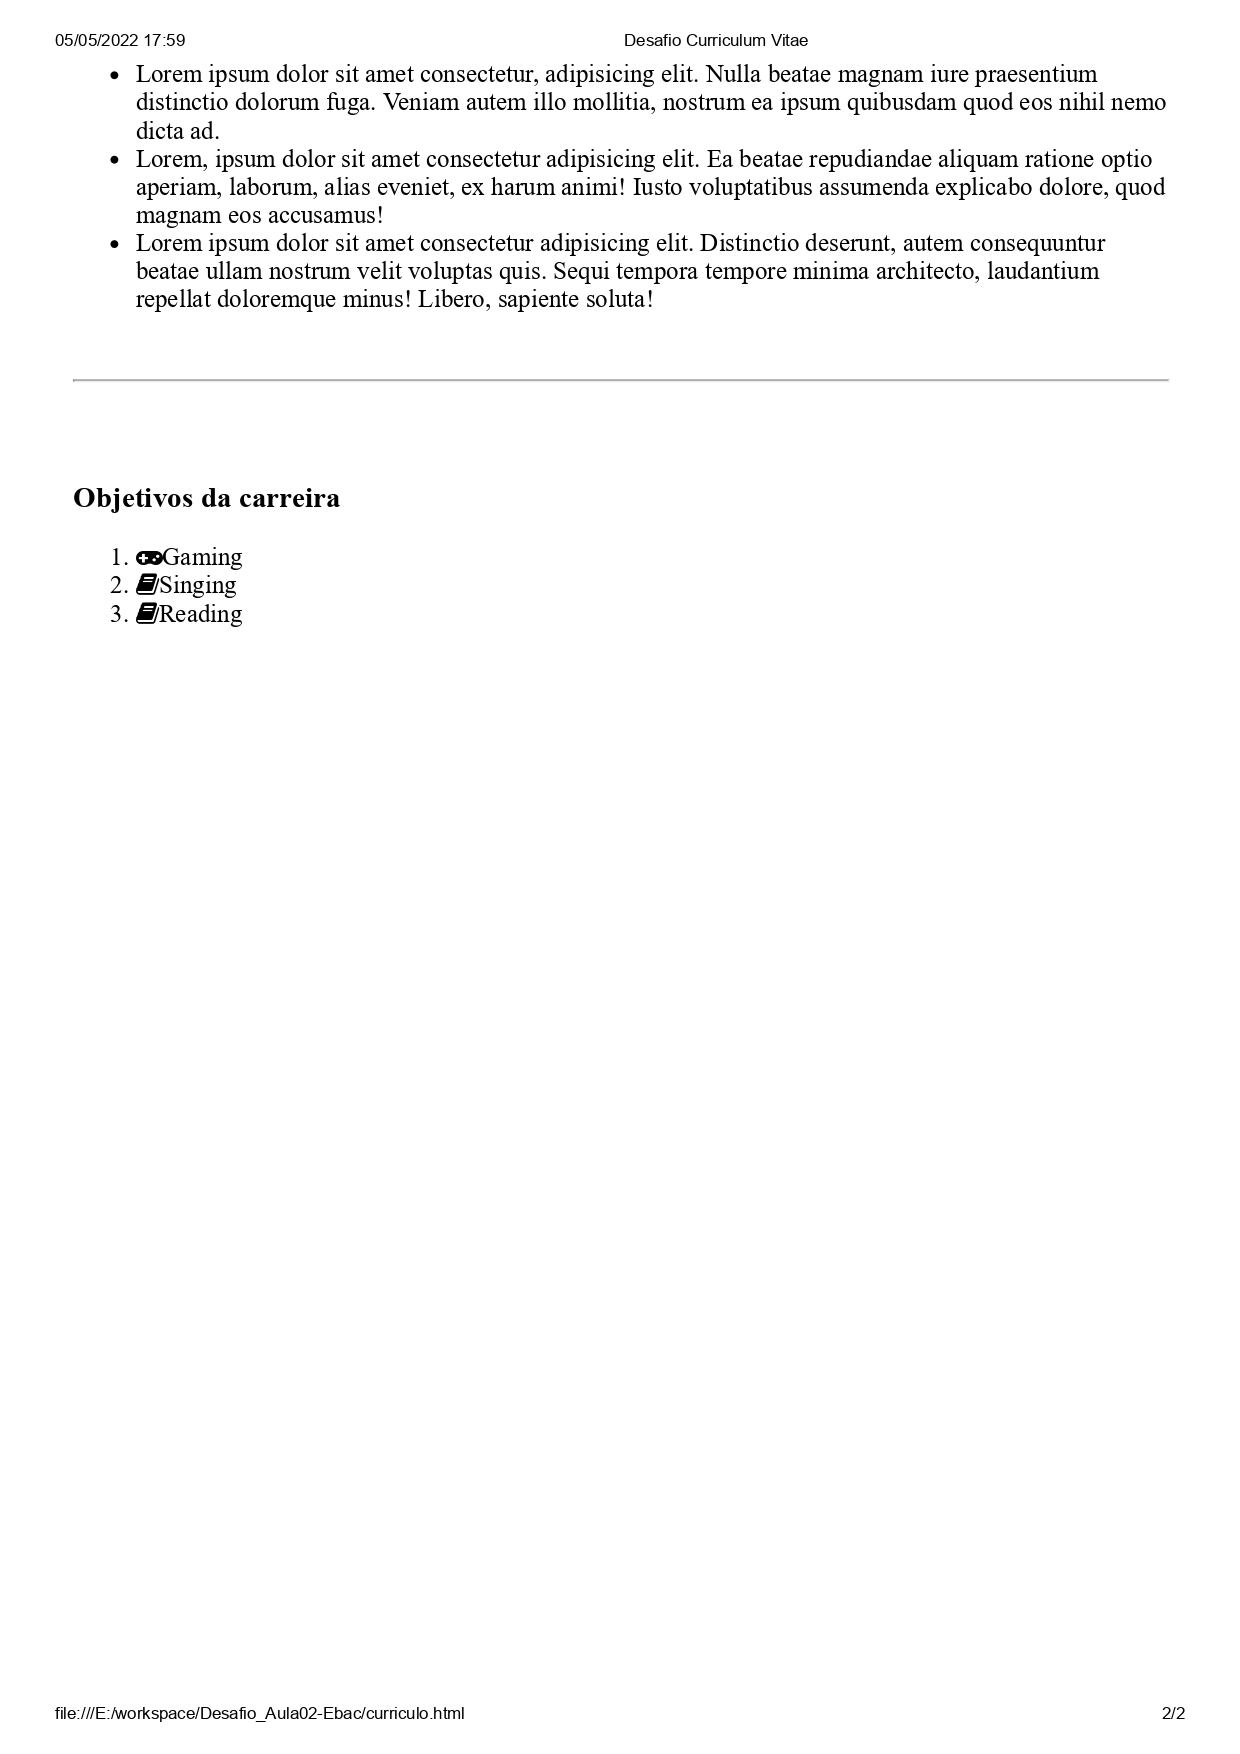 05/05/2022 17:59 Desafio Curriculum Vitae
• Lorem ipsum dolor sit amet consectetur, adipisicing elit. Nulla beatae magnam iure praesentium
distinctio dolorum fuga. Veniam autem illo mollitia, nostrum ea ipsum quibusdam quod eos nihil nemo
dicta ad.
• Lorem, ipsum dolor sit amet consectetur adipisicing elit. Ea beatae repudiandae aliquam ratione optio
aperiam, laborum, alias eveniet, ex harum animi! Iusto voluptatibus assumenda explicabo dolore, quod
magnam eos accusamus!
• Lorem ipsum dolor sit amet consectetur adipisicing elit. Distinctio deserunt, autem consequuntur
beatae ullam nostrum velit voluptas quis. Sequi tempora tempore minima architecto, laudantium
repellat doloremque minus! Libero, sapiente soluta!
Objetivos da carreira
1. Gaming
2. Singing
3. Reading
file:///E:/workspace/Desafio_Aula02-Ebac/curriculo.html 2/2